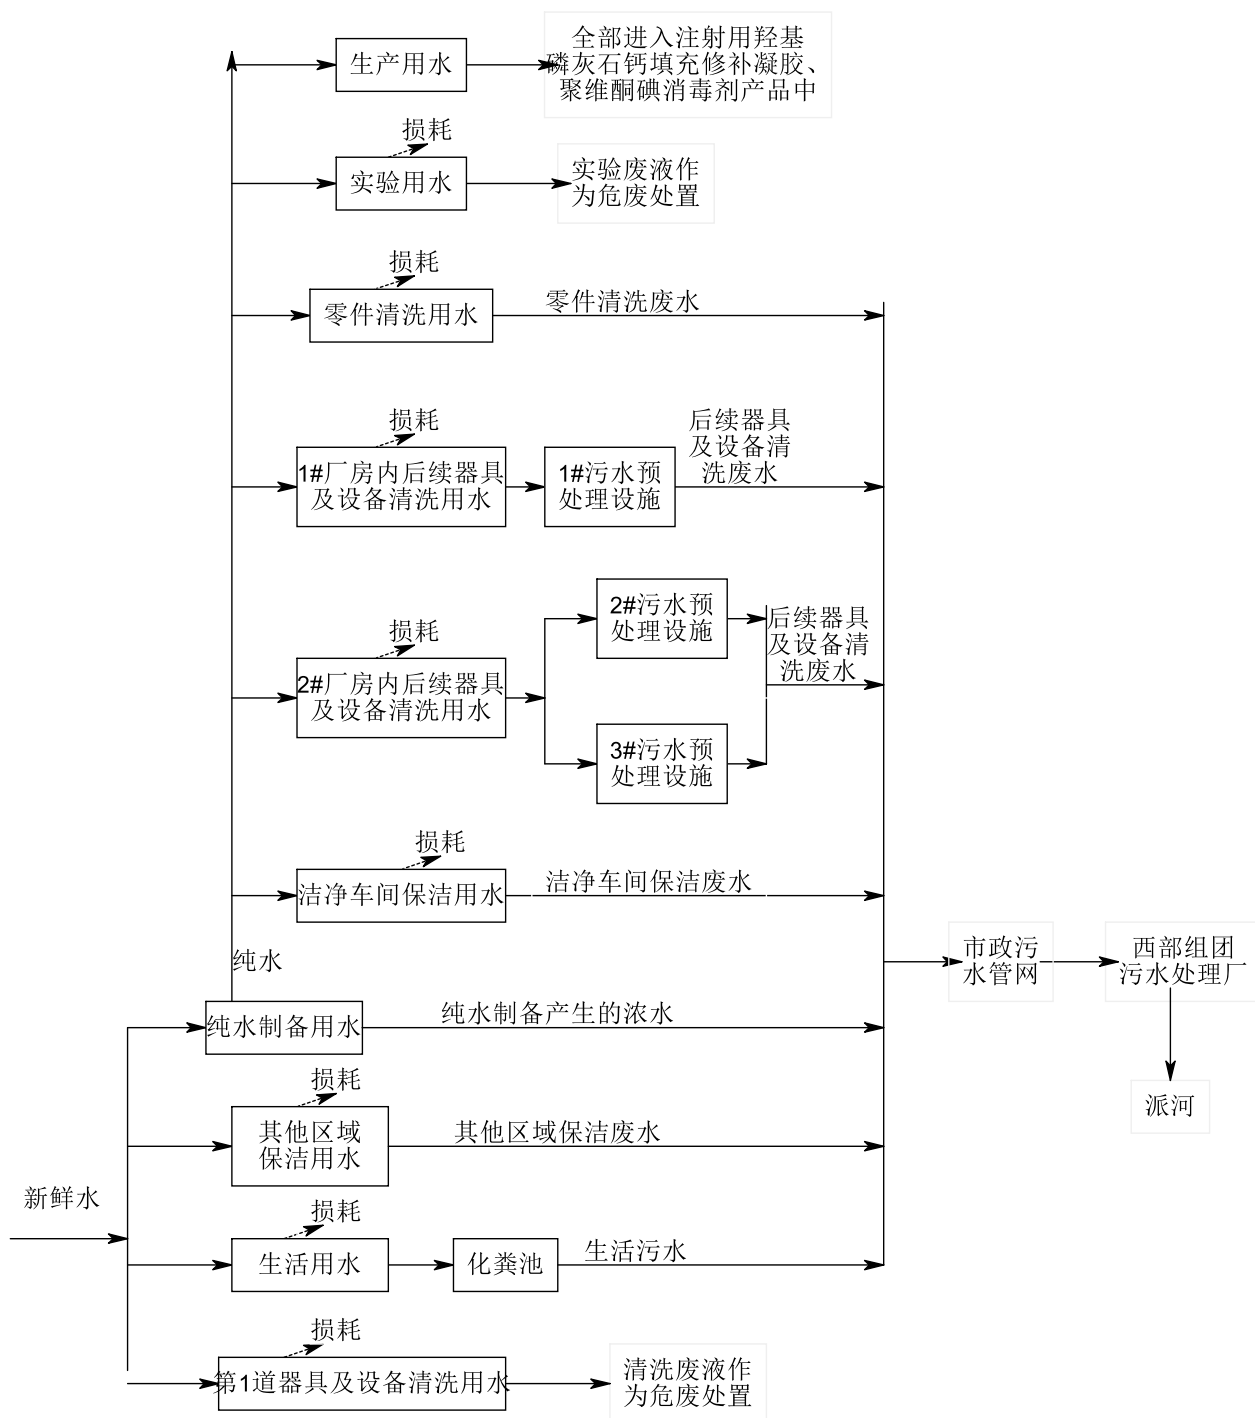 生产用水
全部进入注射用羟基
磷灰石钙填充修补凝胶、
聚维酮碘消毒剂产品中
损耗
实验用水
实验废液作
为危废处置
损耗
零件清洗用水
零件清洗废水
损耗
1#厂房内后续器具
及设备清洗用水
1#污水预
处理设施
后续器具
及设备清
洗废水
损耗
2#厂房内后续器具
及设备清洗用水
2#污水预
处理设施
3#污水预
处理设施
后续器具
及设备清
洗废水
损耗
洁净车间保洁用水
洁净车间保洁废水
纯水
市政污
水管网
西部组团
污水处理厂
派河
纯水制备用水
纯水制备产生的浓水
损耗
其他区域
保洁用水
其他区域保洁废水
新鲜水
损耗
生活用水
化粪池
生活污水
损耗
第1道器具及设备清洗用水
清洗废液作
为危废处置